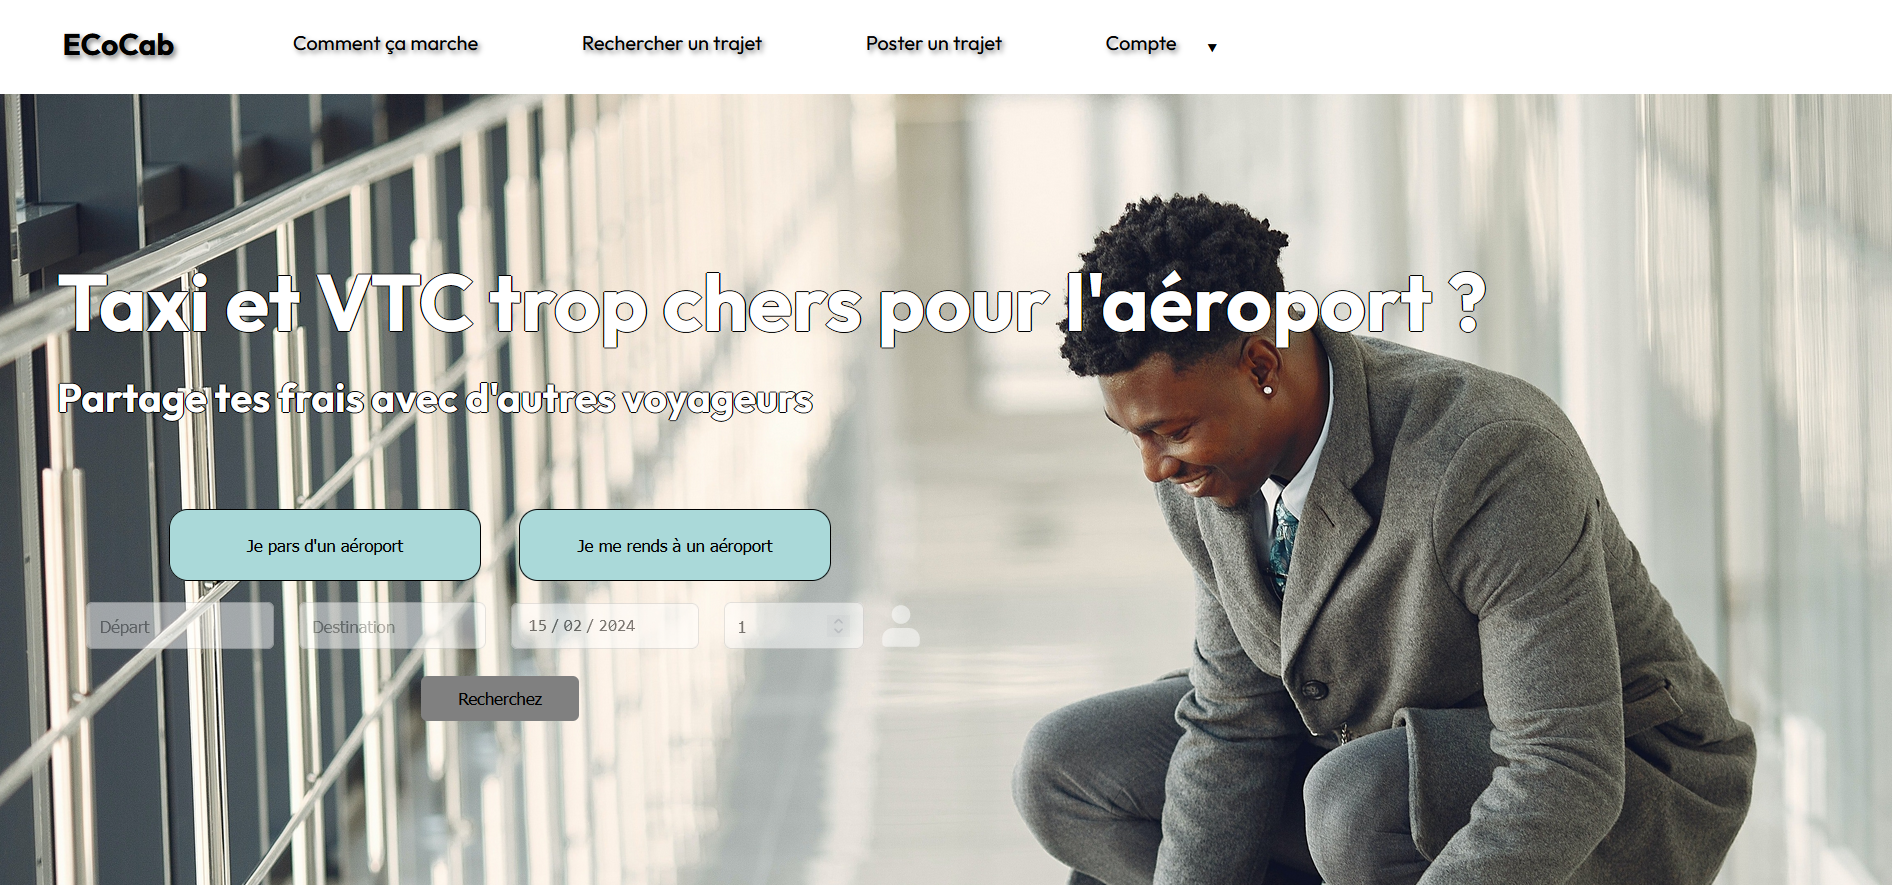 ECoCab
Comment ça marche
Rechercher un trajet
Poster un trajet
Compte ▼
Taxi et VTC trop chers pour l'aéroport ?
Partage tes frais avec d'autres voyageurs
Je pars d'un aéroport
Je me rends à un aéroport
Départ
Destination
15 / 02 / 2024
1
Recherchez